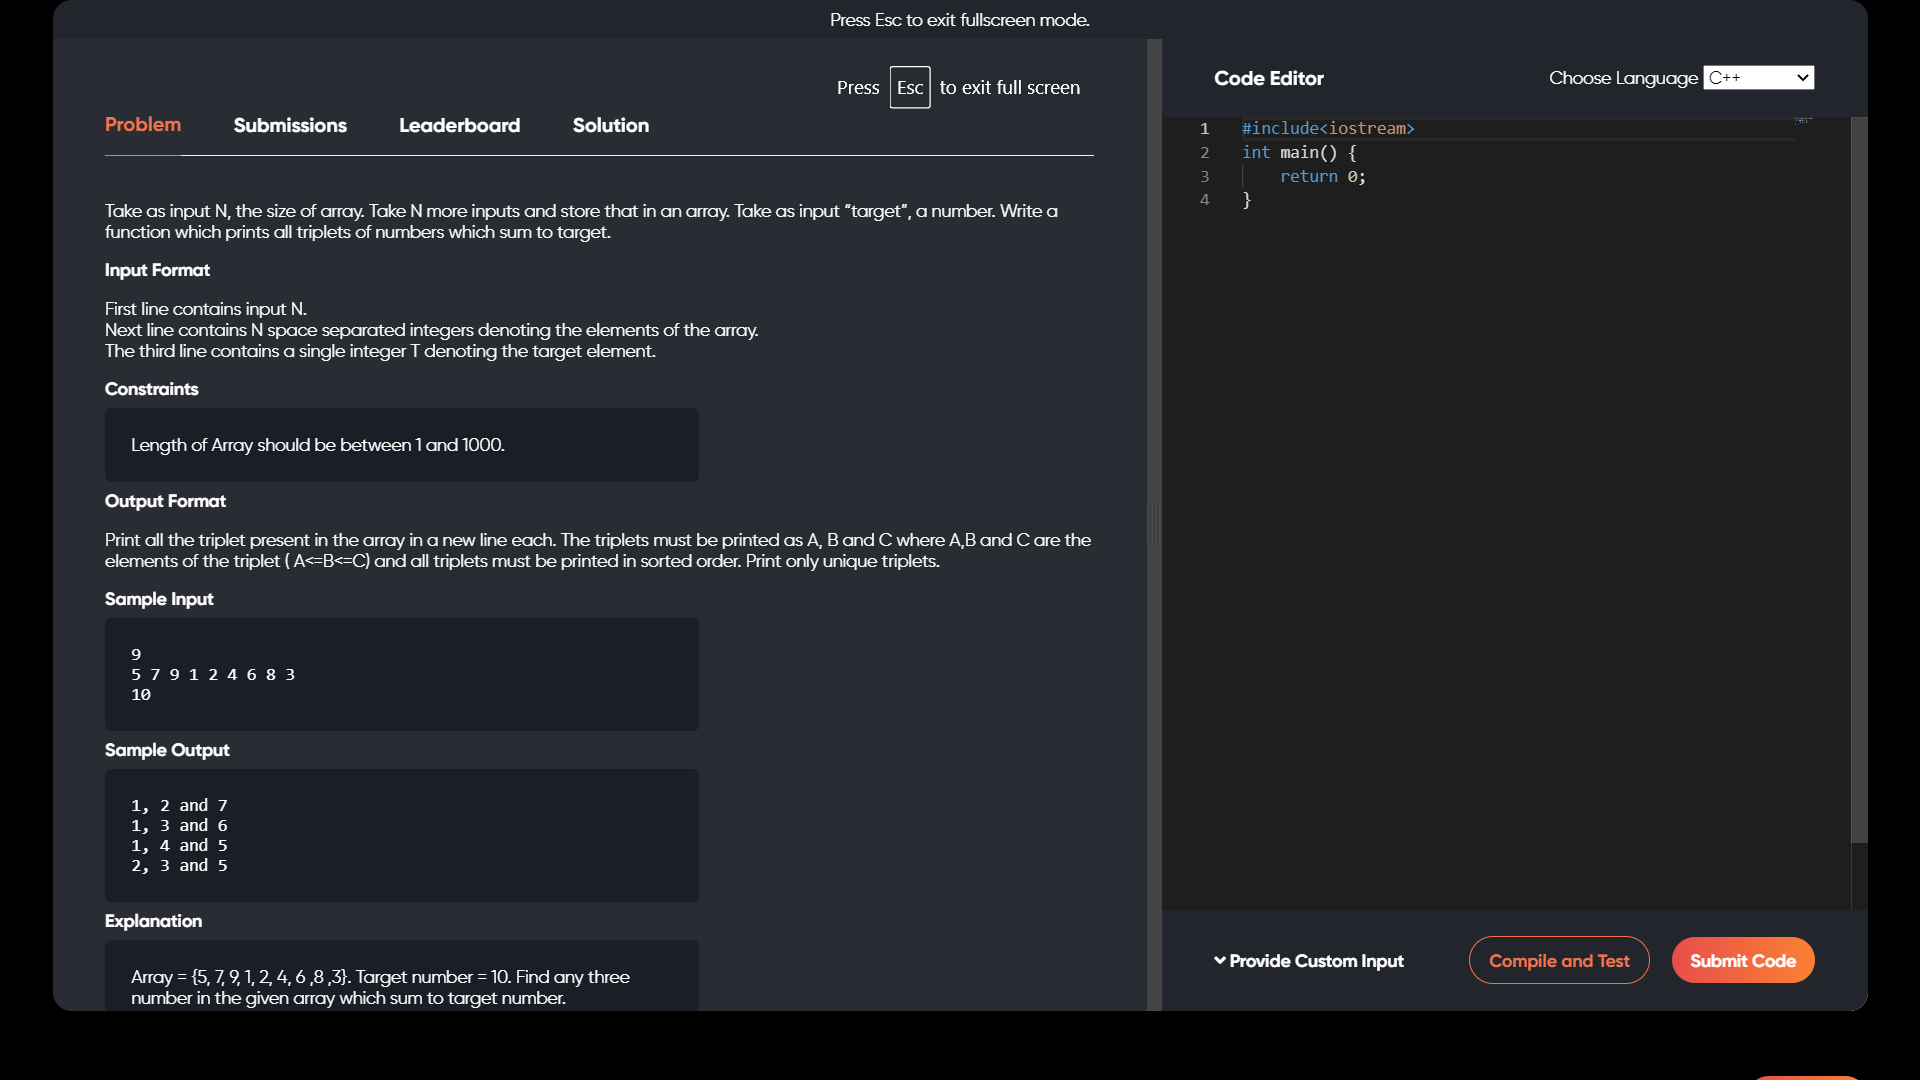 Press Esc to exit fullscreen mode.
Press Esc to exit full screen
Problem Submissions Leaderboard Solution
Take as input N, the size of array. Take N more inputs and store that in an array. Take as input “target”, a number. Write a
function which prints all triplets of numbers which sum to target.
Input Format
First line contains input N.
Next line contains N space separated integers denoting the elements of the array.
The third line contains a single integer T denoting the target element.
Constraints
Length of Array should be between 1 and 1000.
Output Format
Print all the triplet present in the array in a new line each. The triplets must be printed as A, B and C where A,B and C are the
elements of the triplet ( A<=B<=C) and all triplets must be printed in sorted order. Print only unique triplets.
Sample Input
9
5 7 9 1 2 4 6 8 3
10
Sample Output
1, 2 and 7
1, 3 and 6
1, 4 and 5
2, 3 and 5
Explanation
Array = {5, 7, 9, 1, 2, 4, 6 ,8 ,3}. Target number = 10. Find any three
number in the given array which sum to target number.
Code Editor
Choose Language C++
1 #include<iostream>
2 int main() {
3 return 0;
4 }
Provide Custom Input
Compile and Test
Submit Code